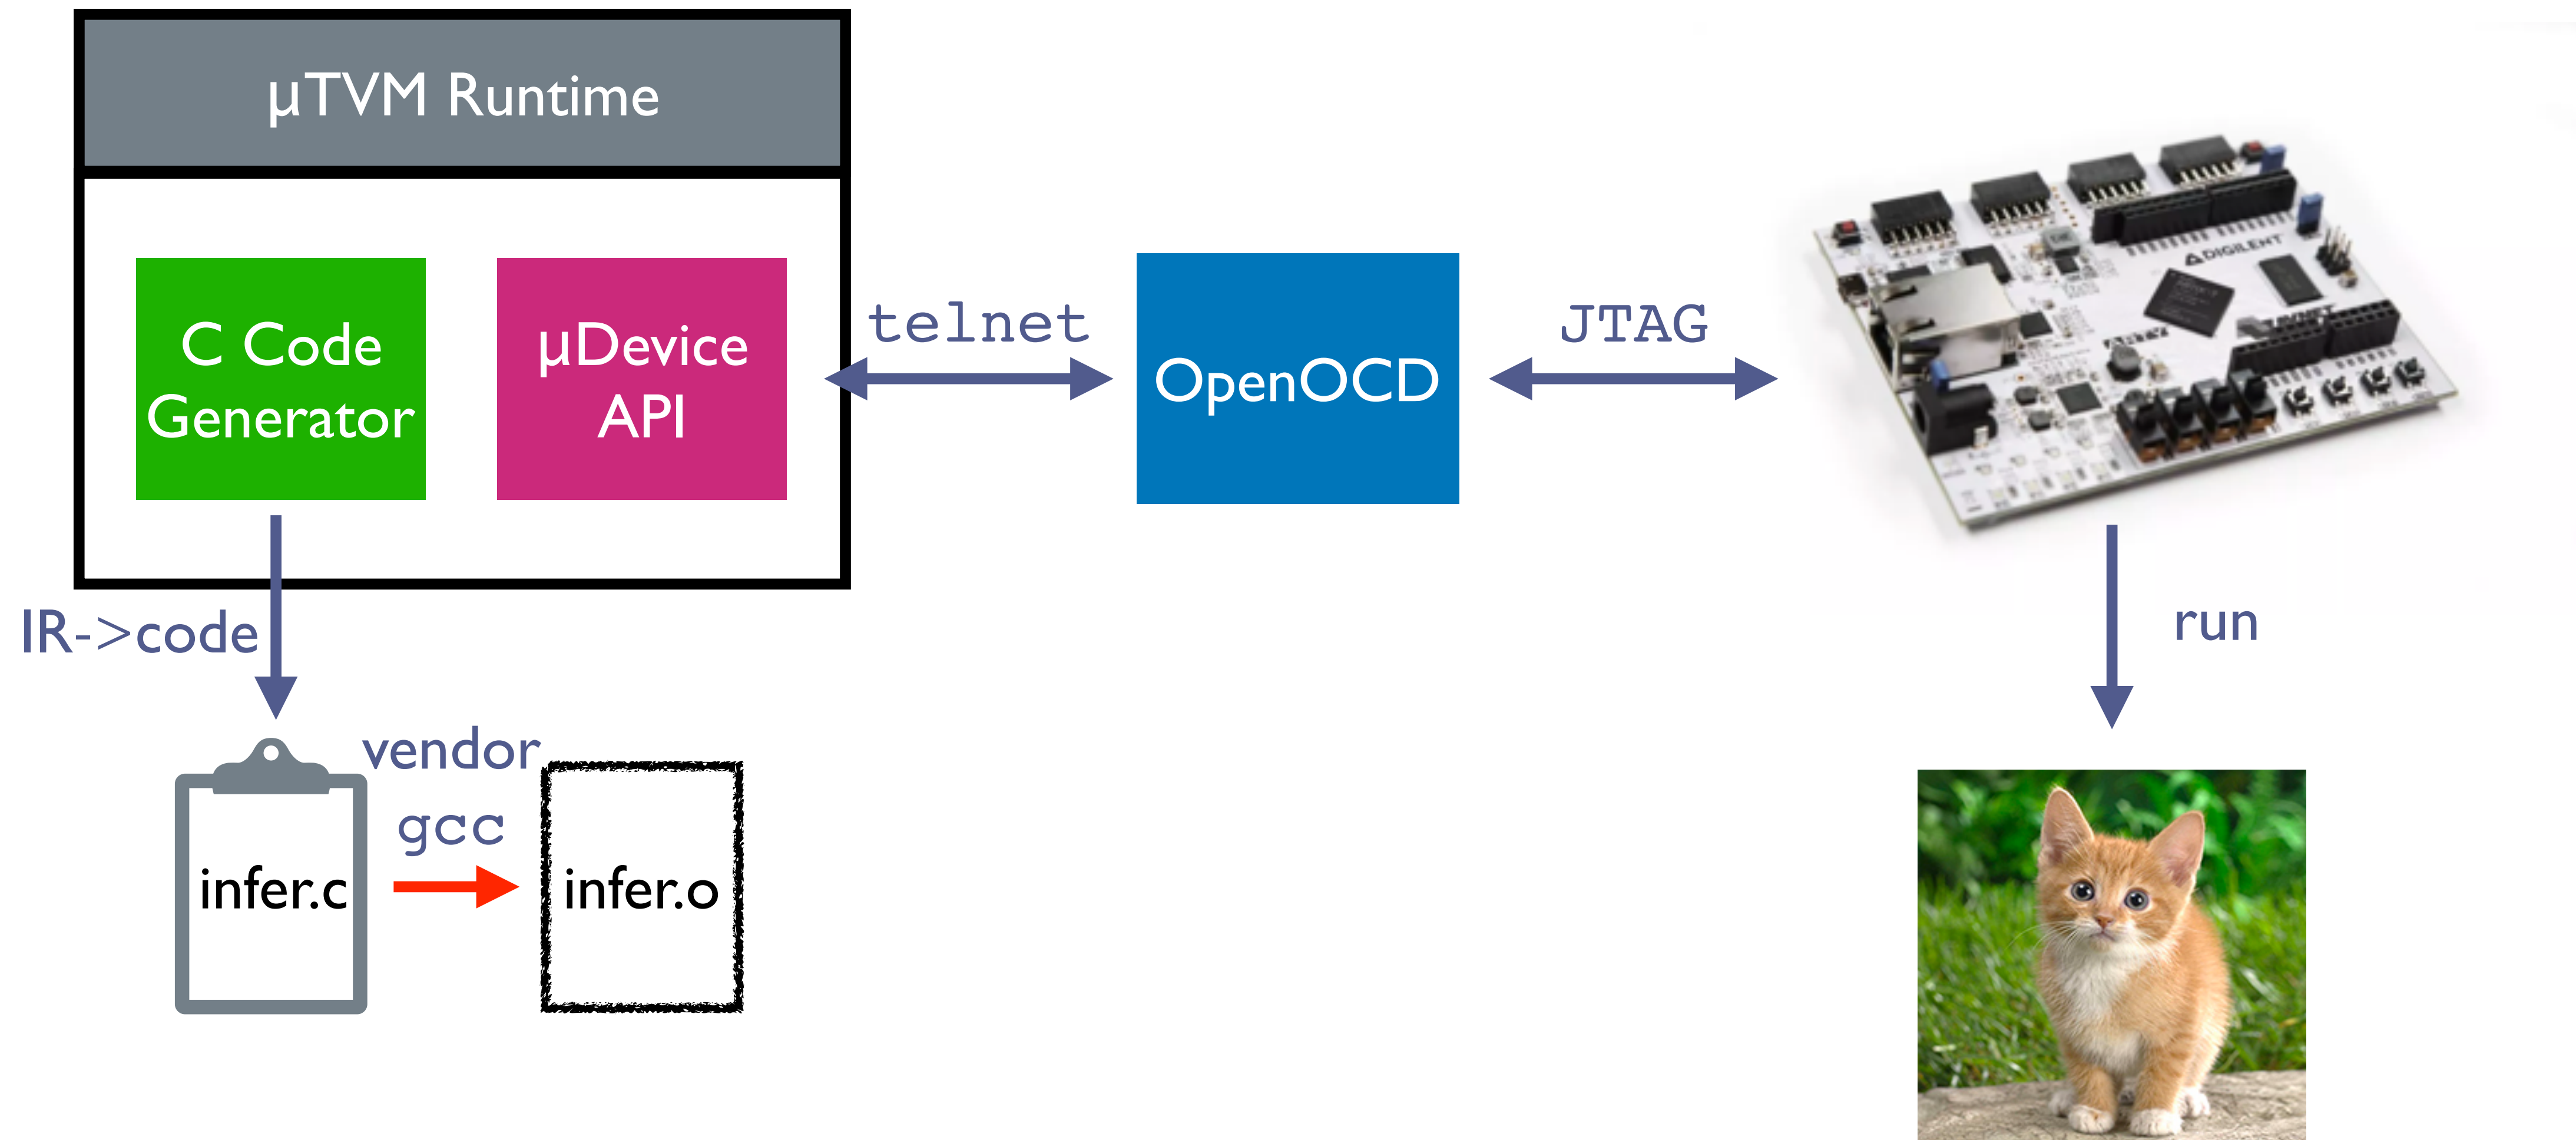 µTVM Runtime
C Code
Generator
µDevice
API
telnet
OpenOCD
JTAG
DIGILENT
IR->code
run
vendor
gcc
infer.c
infer.o